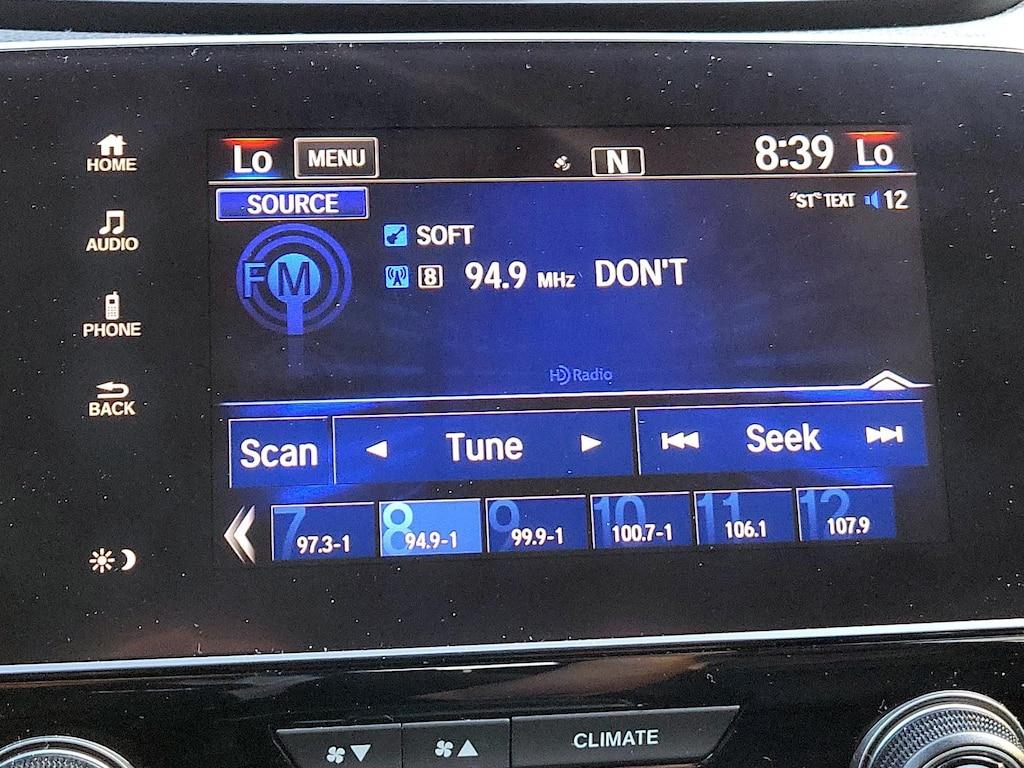 HOME
AUDIO
PHONE
BACK
Lo MENU N 8:39 Lo
SOURCE "ST" TEXT 12
FM
SOFT
8 94.9 MHz DON'T
HD Radio
Scan Tune Seek
7 97.3-1 8 94.9-1 9 99.9-1 10 100.7-1 11 106.1 12 107.9
CLIMATE